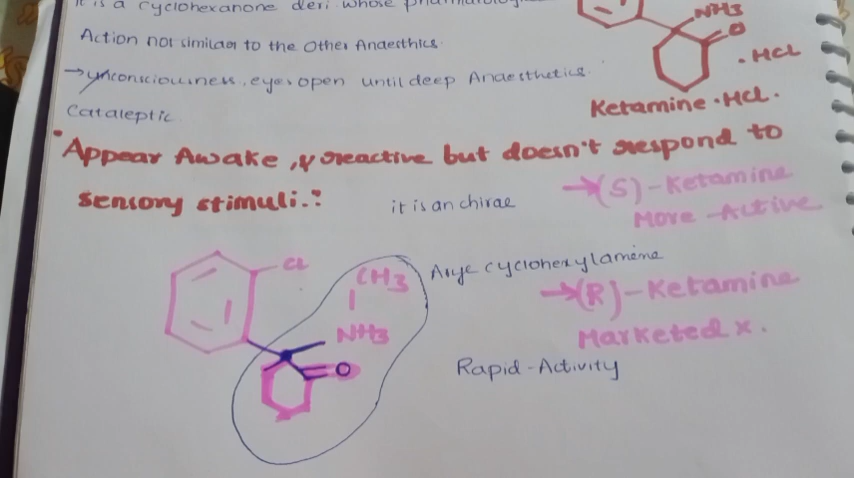 It is a Cyclohexanone deri whose pharmacolog
Action not similar to the Other Anaesthics.
→ unconsciousness, eyes open until deep Anaesthetics.
Cataleptic
NH3
O
. HCl
Ketamine . HCl.
Appear Awake, reactive but doesn't respond to
sensory stimuli.:
it is an chirae
→(S)-Ketamine
More-Active
Cl
CH3
NH3
O
Arye cyclohexylamine
→(R)-Ketamine
Marketed x.
Rapid-Activity